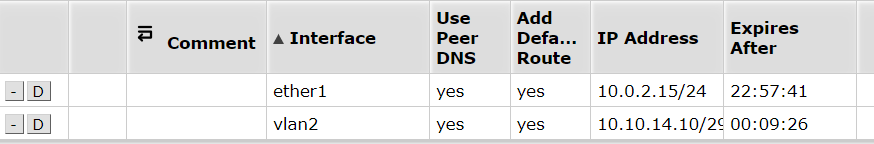 Comment
Interface
Use Peer DNS
Add Defa... Route
IP Address
Expires After
- D ether1 yes yes 10.0.2.15/24 22:57:41
- D vlan2 yes yes 10.10.14.10/29 00:09:26